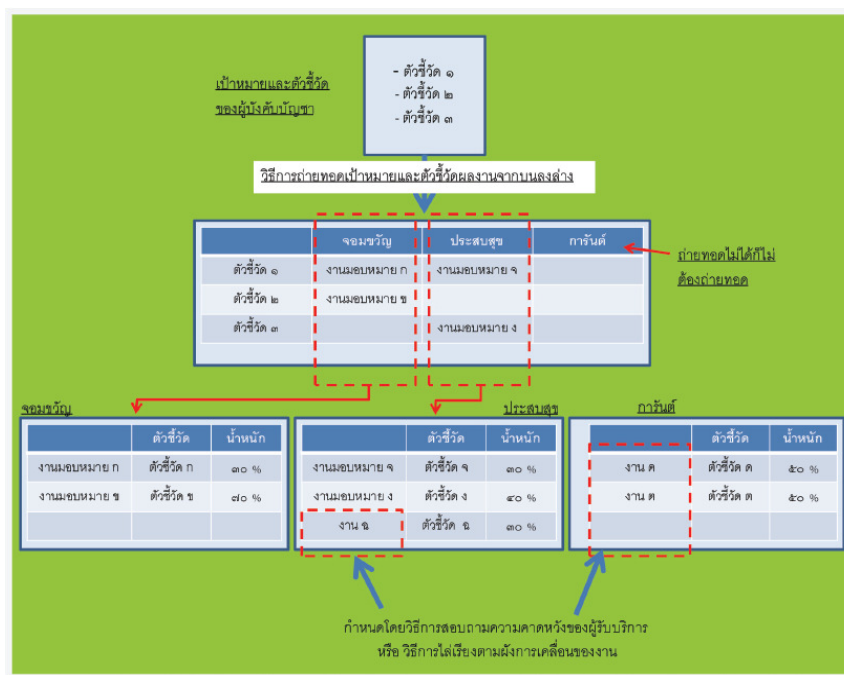 เป้าหมายและตัวชี้วัด
ของผู้บังคับบัญชา
- ตัวชี้วัด ๑
- ตัวชี้วัด ๒
- ตัวชี้วัด ๓
วิธีการถ่ายทอดเป้าหมายและตัวชี้วัดผลงานจากบนลงล่าง
จอมขวัญ ประสบสุข การันต์
ตัวชี้วัด ๑ งานมอบหมาย ก งานมอบหมาย จ
ตัวชี้วัด ๒ งานมอบหมาย ข
ตัวชี้วัด ๓ งานมอบหมาย ง
ถ่ายทอดไม่ได้ก็ไม่
ต้องถ่ายทอด
จอมขวัญ
ตัวชี้วัด น้ำหนัก
งานมอบหมาย ก ตัวชี้วัด ก ๓๐ %
งานมอบหมาย ข ตัวชี้วัด ข ๗๐ %
ประสบสุข
ตัวชี้วัด น้ำหนัก
งานมอบหมาย จ ตัวชี้วัด จ ๓๐ %
งานมอบหมาย ง ตัวชี้วัด ง ๔๐ %
งาน ฉ ตัวชี้วัด ฉ ๓๐ %
การันต์
ตัวชี้วัด น้ำหนัก
งาน ค ตัวชี้วัด ค ๕๐ %
งาน ต ตัวชี้วัด ต ๕๐ %
กำหนดโดยวิธีการสอบถามความคาดหวังของผู้รับบริการ
หรือ วิธีการไล่เรียงตามผังการเคลื่อนของงาน